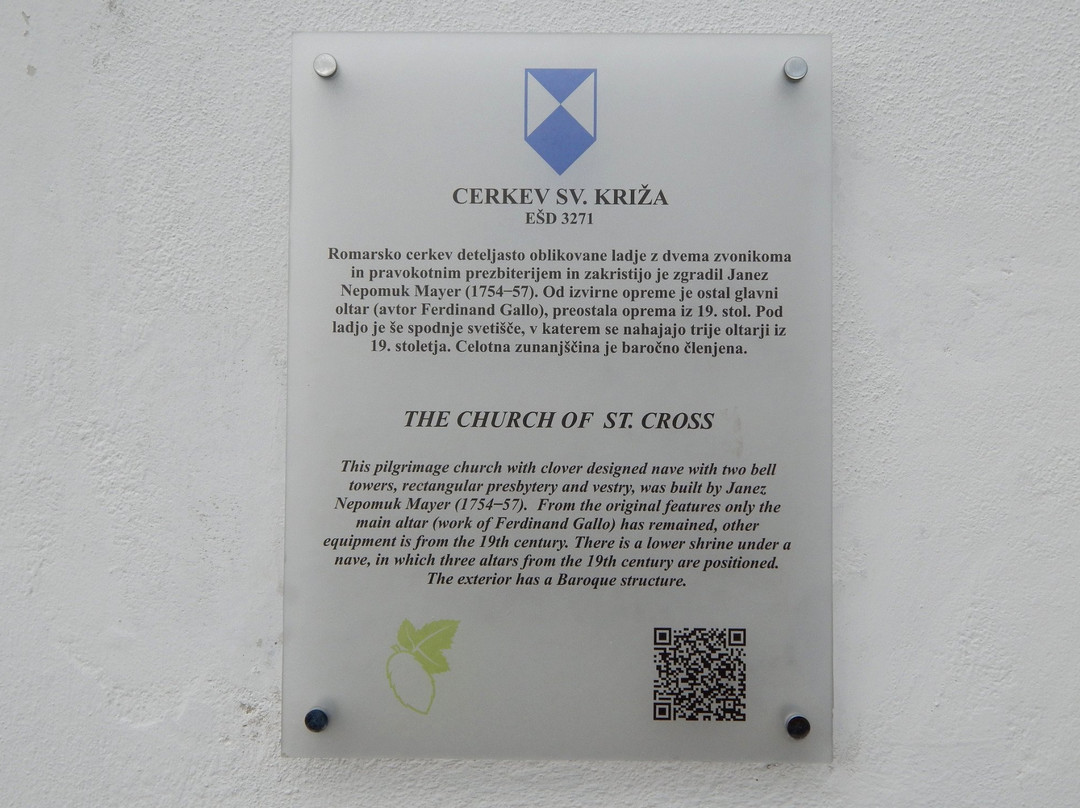 CERKEV SV. KRIŽA
EŠD 3271
Romarsko cerkev deteljasto oblikovane ladje z dvema zvonikoma
in pravokotnim prezbiterijem in zakristijo je zgradil Janez
Nepomuk Mayer (1754–57). Od izvirne opreme je ostal glavni
oltar (avtor Ferdinand Gallo), preostala oprema iz 19. stol. Pod
ladjo je še spodnje svetišče, v katerem se nahajajo trije oltarji iz
19. stoletja. Celotna zunanjščina je baročno členjena.
THE CHURCH OF ST. CROSS
This pilgrimage church with clover designed nave with two bell
towers, rectangular presbytery and vestry, was built by Janez
Nepomuk Mayer (1754–57). From the original features only the
main altar (work of Ferdinand Gallo) has remained, other
equipment is from the 19th century. There is a lower shrine under a
nave, in which three altars from the 19th century are positioned.
The exterior has a Baroque structure.